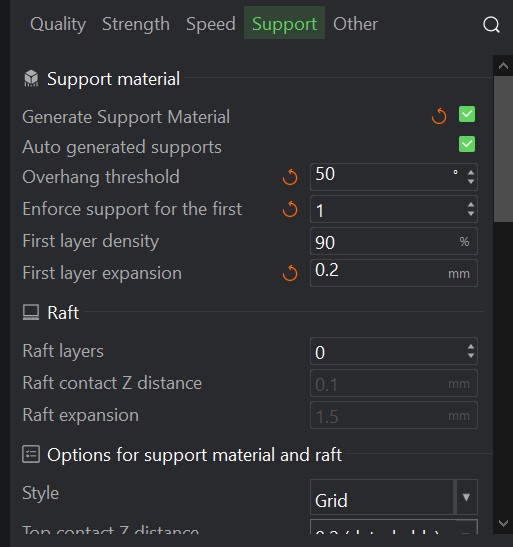 Quality Strength Speed Support Other
Support material
Generate Support Material
Auto generated supports
Overhang threshold 50 °
Enforce support for the first 1
First layer density 90 %
First layer expansion 0.2 mm
Raft
Raft layers 0
Raft contact Z distance 0.1 mm
Raft expansion 1.5 mm
Options for support material and raft
Style Grid
Top contact Z distance